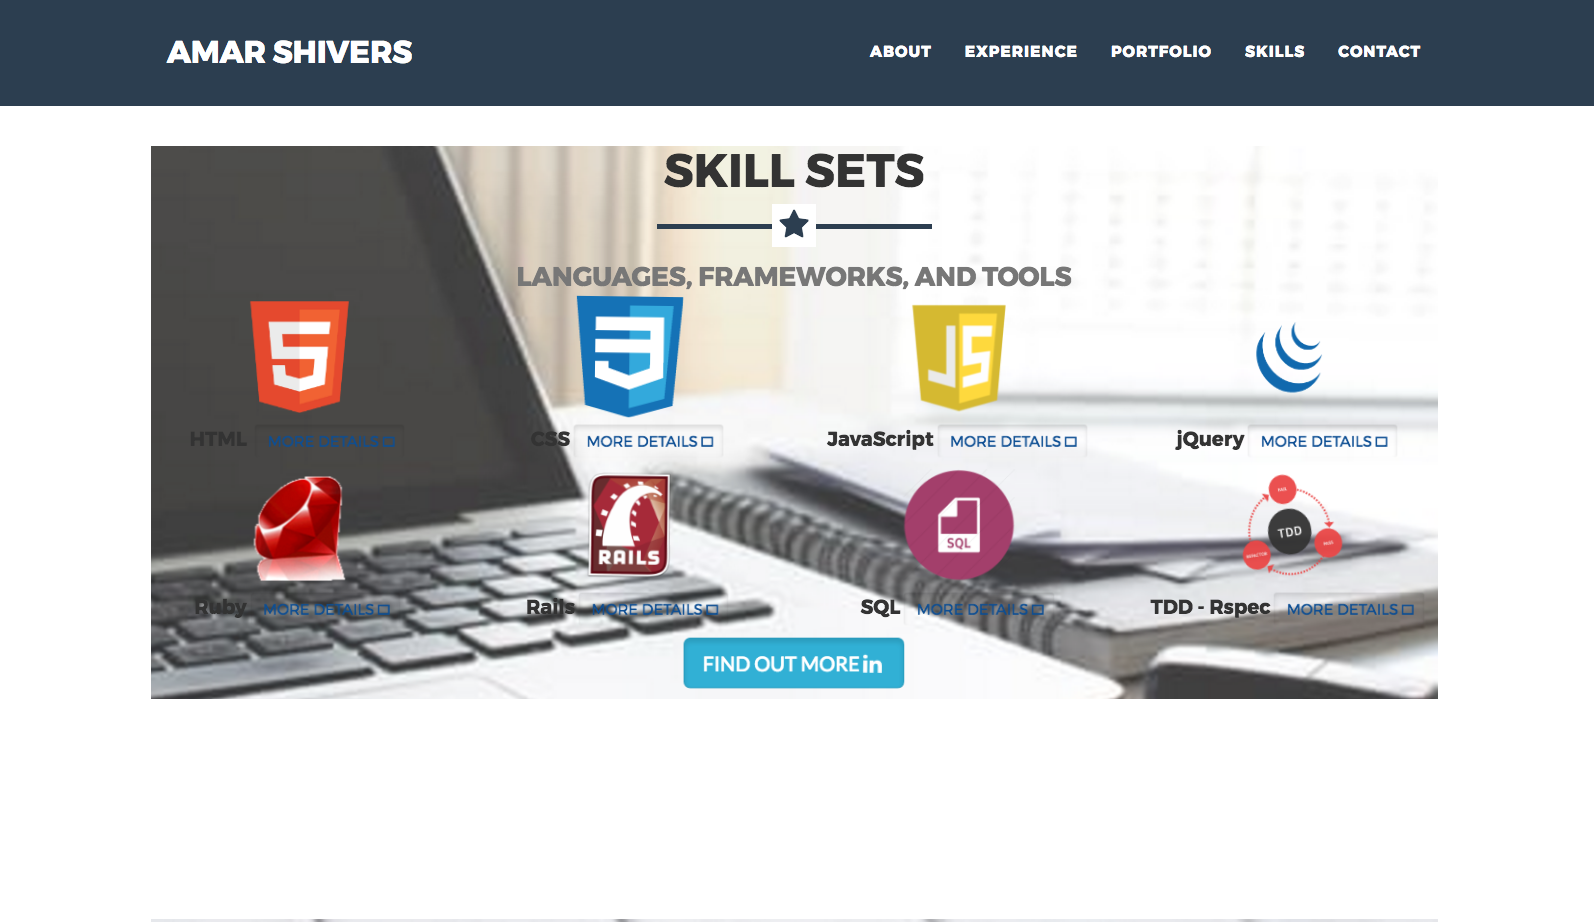 AMAR SHIVERS
ABOUT EXPERIENCE PORTFOLIO SKILLS CONTACT
SKILL SETS
LANGUAGES, FRAMEWORKS, AND TOOLS
5
3
JS
HTML MORE DETAILS
CSS MORE DETAILS
JavaScript MORE DETAILS
jQuery MORE DETAILS
RAILS
SQL
TDD
Ruby MORE DETAILS
Rails MORE DETAILS
SQL MORE DETAILS
TDD - Rspec MORE DETAILS
FIND OUT MORE in